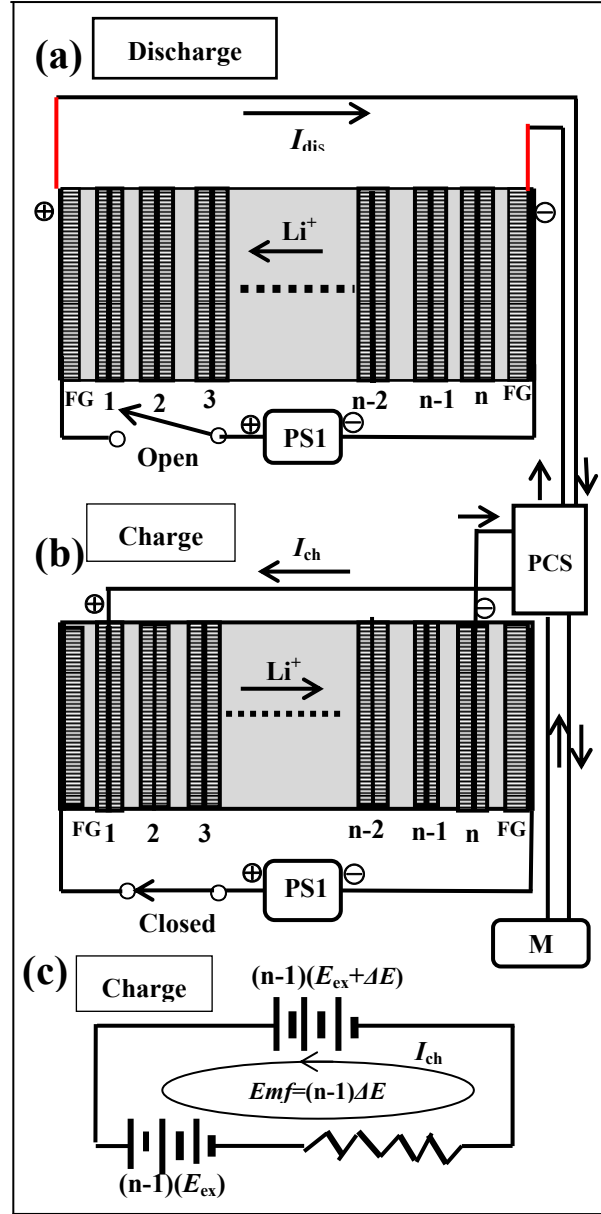 (a) Discharge
I_dis
⊕ ⊖
Li⁺
FG 1 2 3 n-2 n-1 n FG
⊕ PS1 ⊖
Open
(b) Charge
PCS
I_ch
⊕ ⊖
Li⁺
FG 1 2 3 n-2 n-1 n FG
⊕ PS1 ⊖
Closed
M
(c) Charge
(n-1)(E_ex+ΔE)
I_ch
Emf=(n-1)ΔE
(n-1)(E_ex)